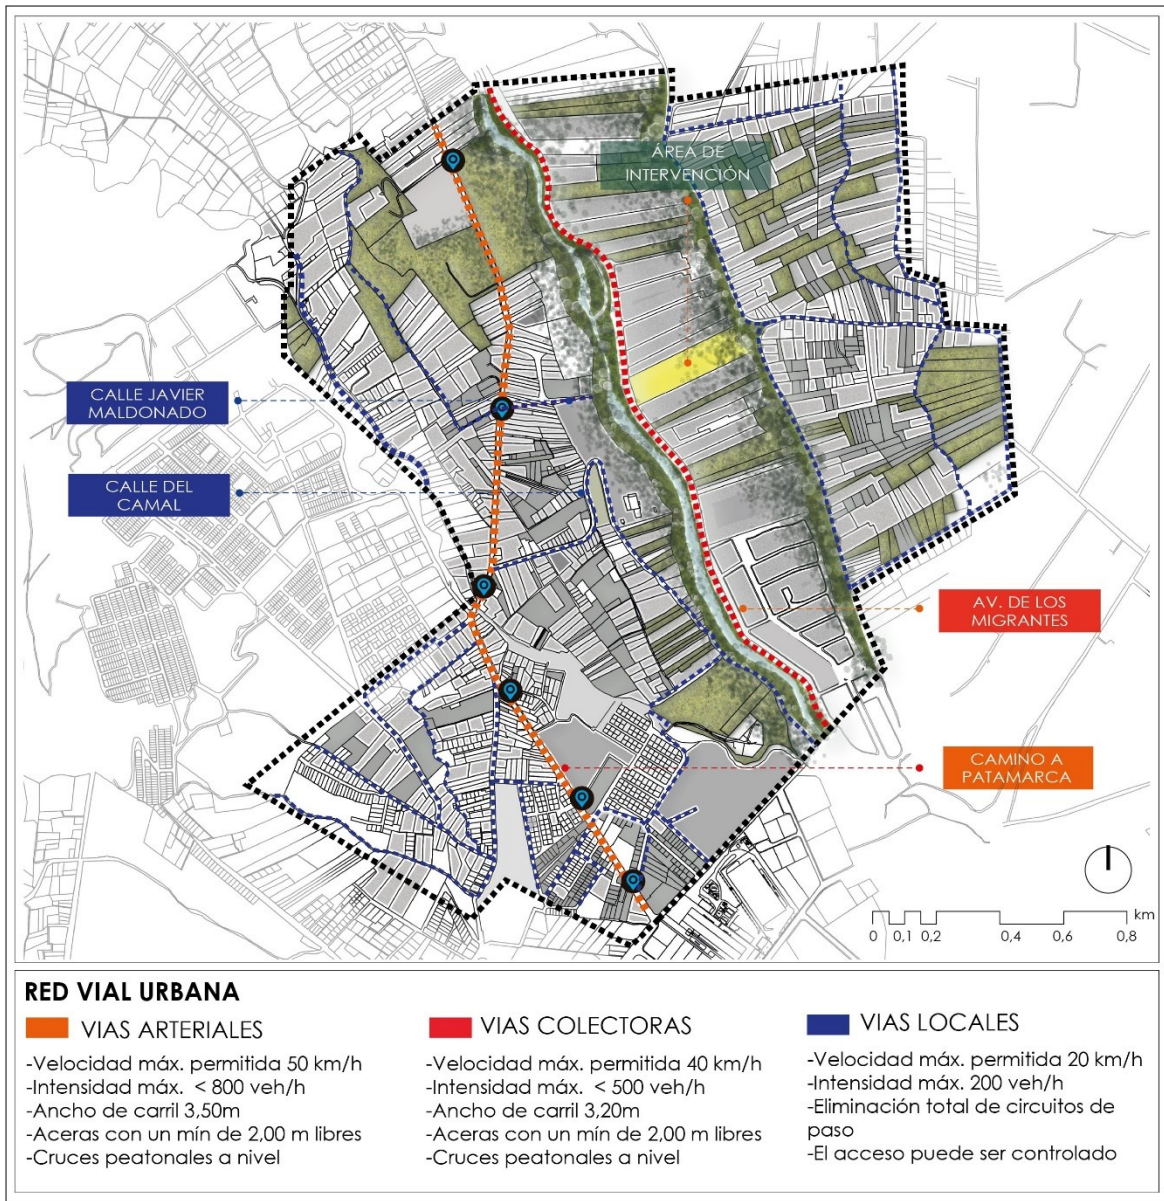 ÁREA DE
INTERVENCIÓN
CALLE JAVIER
MALDONADO
CALLE DEL
CAMAL
AV. DE LOS
MIGRANTES
CAMINO A
PATAMARCA
km
0 0,1 0,2 0,4 0,6 0,8
RED VIAL URBANA
VIAS ARTERIALES
-Velocidad máx. permitida 50 km/h
-Intensidad máx. < 800 veh/h
-Ancho de carril 3,50m
-Aceras con un mín de 2,00 m libres
-Cruces peatonales a nivel
VIAS COLECTORAS
-Velocidad máx. permitida 40 km/h
-Intensidad máx. < 500 veh/h
-Ancho de carril 3,20m
-Aceras con un mín de 2,00 m libres
-Cruces peatonales a nivel
VIAS LOCALES
-Velocidad máx. permitida 20 km/h
-Intensidad máx. 200 veh/h
-Eliminación total de circuitos de
paso
-El acceso puede ser controlado